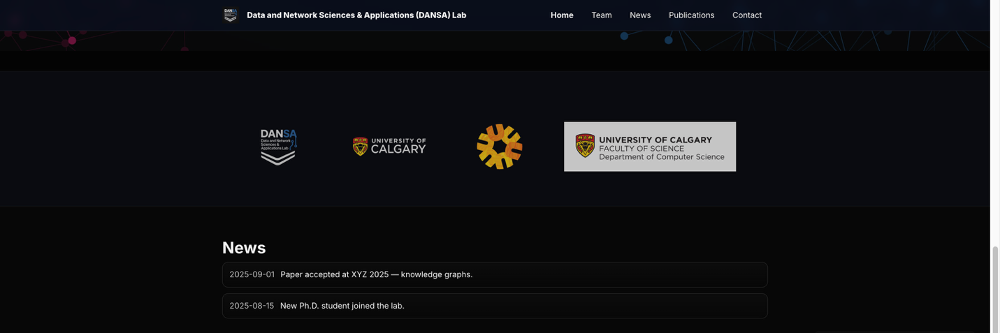 DANSA
Data and Network Sciences & Applications (DANSA) Lab
Home
Team
News
Publications
Contact
DANSA
Data and Network
Sciences &
Applications Lab
UNIVERSITY OF
CALGARY
UNIVERSITY OF CALGARY
FACULTY OF SCIENCE
Department of Computer Science
News
2025-09-01 Paper accepted at XYZ 2025 — knowledge graphs.
2025-08-15 New Ph.D. student joined the lab.